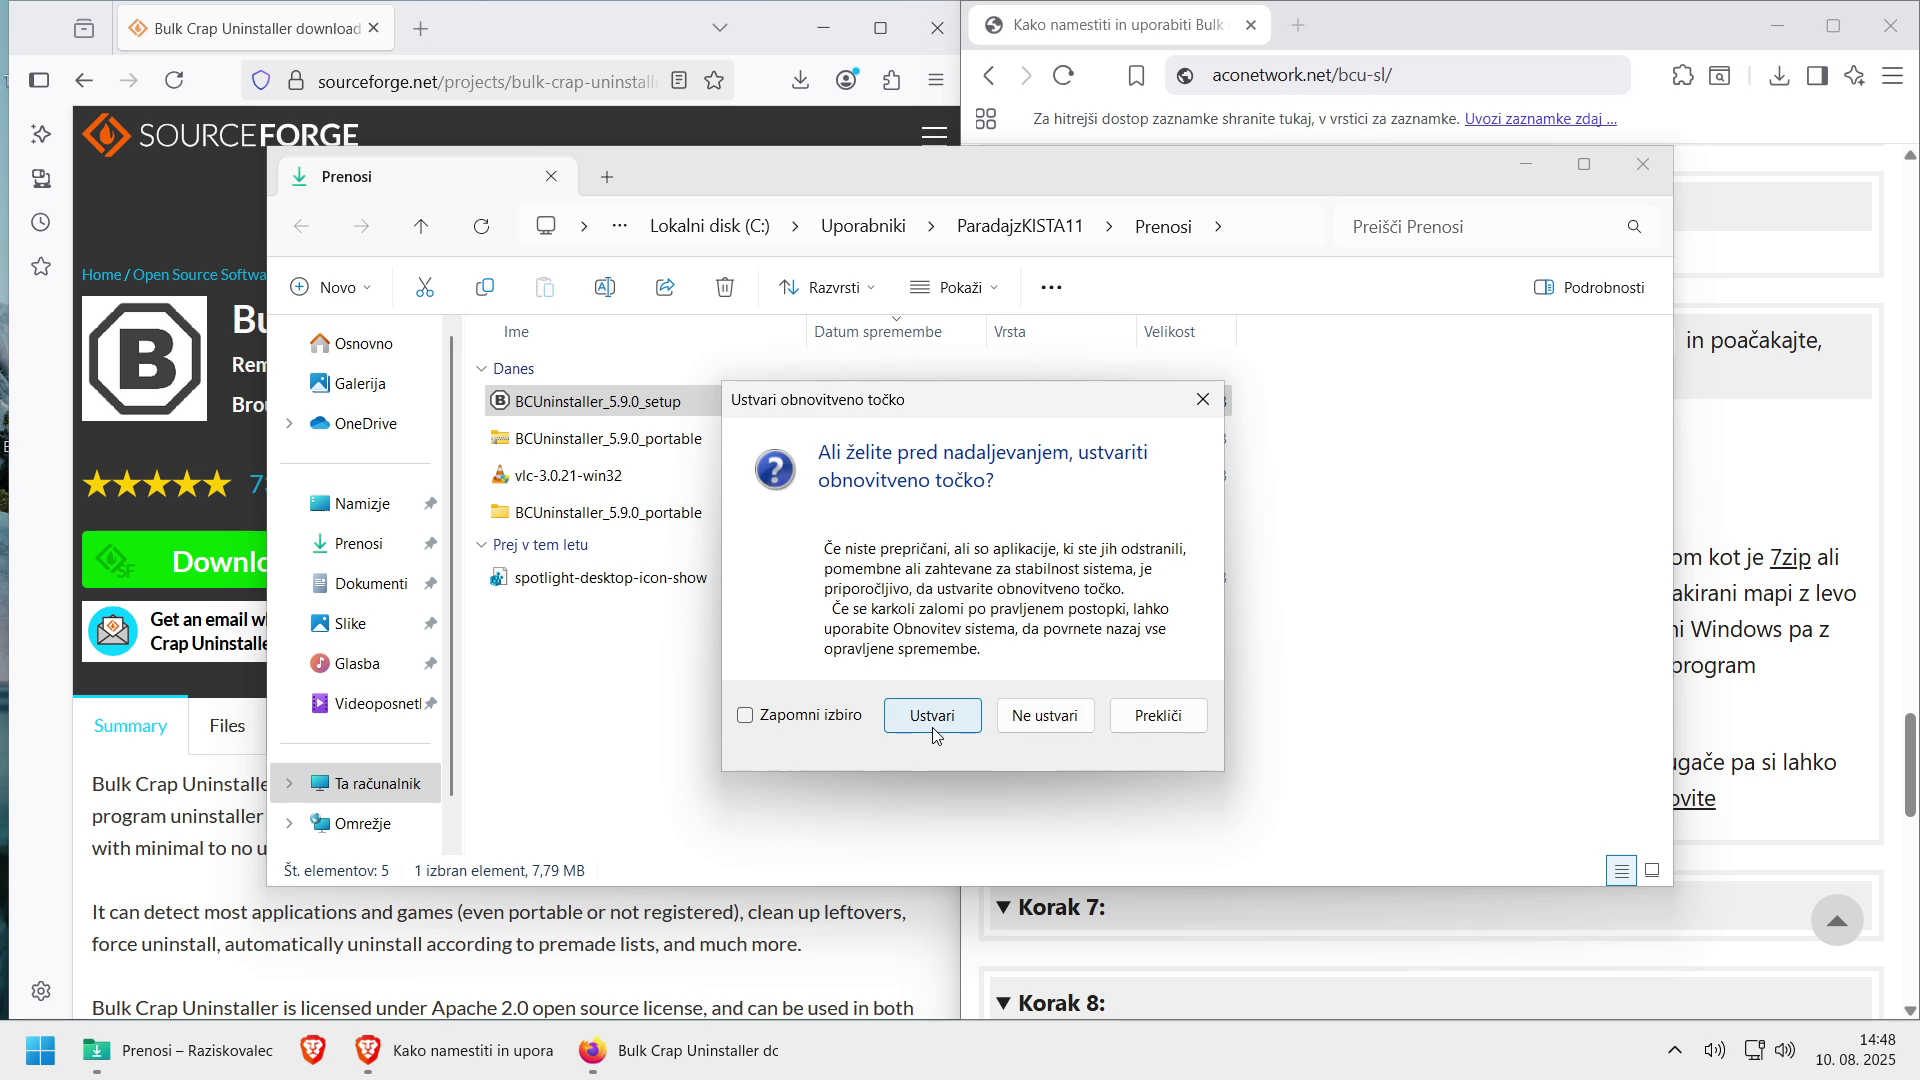 Bulk Crap Uninstaller download
sourceforge.net/projects/bulk-crap-uninstall
SOURCEFORGE
Home / Open Source Softwa
Bu
Rem
Brou
Downlo
Get an email wh
Crap Uninstalle
Summary
Files
Bulk Crap Uninstalle
program uninstaller
with minimal to no u
It can detect most applications and games (even portable or not registered), clean up leftovers,
force uninstall, automatically uninstall according to premade lists, and much more.
Bulk Crap Uninstaller is licensed under Apache 2.0 open source license, and can be used in both
Kako namestiti in uporabiti Bulk
aconetwork.net/bcu-sl/
Za hitrejši dostop zaznamke shranite tukaj, v vrstici za zaznamke. Uvozi zaznamke zdaj ...
in poačakajte,
om kot je 7zip ali
akirani mapi z levo
ni Windows pa z
program
ugače pa si lahko
ovite
Korak 7:
Korak 8:
Prenosi
Lokalni disk (C:) Uporabniki ParadajzKISTA11 Prenosi
Preišči Prenosi
Novo
Razvrsti
Pokaži
Podrobnosti
Osnovno
Galerija
OneDrive
Namizje
Prenosi
Dokumenti
Slike
Glasba
Videoposnetl
Ta računalnik
Omrežje
Ime Datum spremembe Vrsta Velikost
Danes
BCUninstaller_5.9.0_setup
BCUninstaller_5.9.0_portable
vlc-3.0.21-win32
BCUninstaller_5.9.0_portable
Prej v tem letu
spotlight-desktop-icon-show
Št. elementov: 5 1 izbran element, 7,79 MB
Ustvari obnovitveno točko
Ali želite pred nadaljevanjem, ustvariti
obnovitveno točko?
Če niste prepričani, ali so aplikacije, ki ste jih odstranili,
pomembne ali zahtevane za stabilnost sistema, je
priporočljivo, da ustvarite obnovitveno točko.
Če se karkoli zalomi po pravljenem postopki, lahko
uporabite Obnovitev sistema, da povrnete nazaj vse
opravljene spremembe.
Zapomni izbiro
Ustvari
Ne ustvari
Prekliči
Prenosi – Raziskovalec
Kako namestiti in upora
Bulk Crap Uninstaller dc
14:48
10. 08. 2025